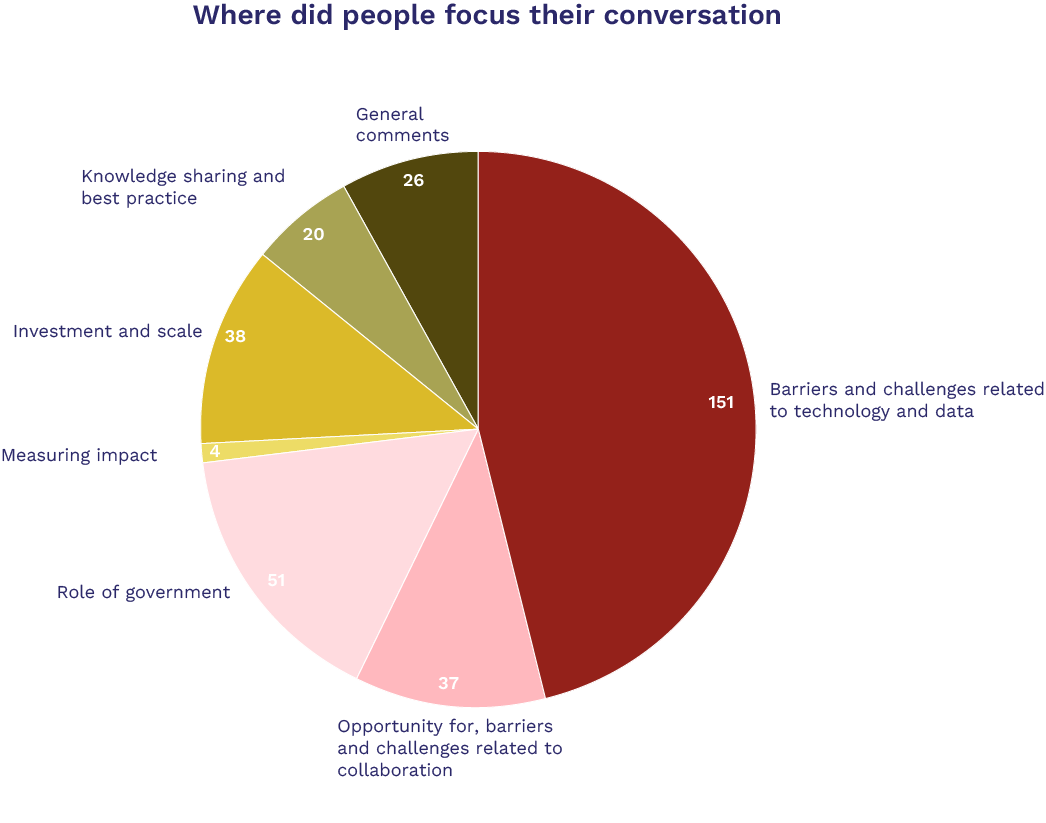 Where did people focus their conversation
General
comments
26
Knowledge sharing and
best practice
20
Investment and scale
38
Barriers and challenges related
to technology and data
151
Measuring impact
4
Role of government
51
37
Opportunity for, barriers
and challenges related to
collaboration